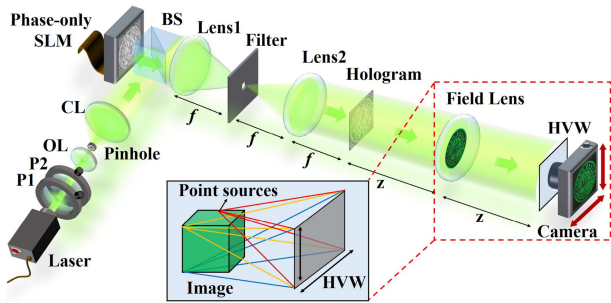 Phase-only
SLM
BS
Lens1
Filter
Lens2
Hologram
Field Lens
HVW
CL
OL
Pinhole
P2
P1
Laser
f
f
f
z
z
Camera
Point sources
Image
HVW